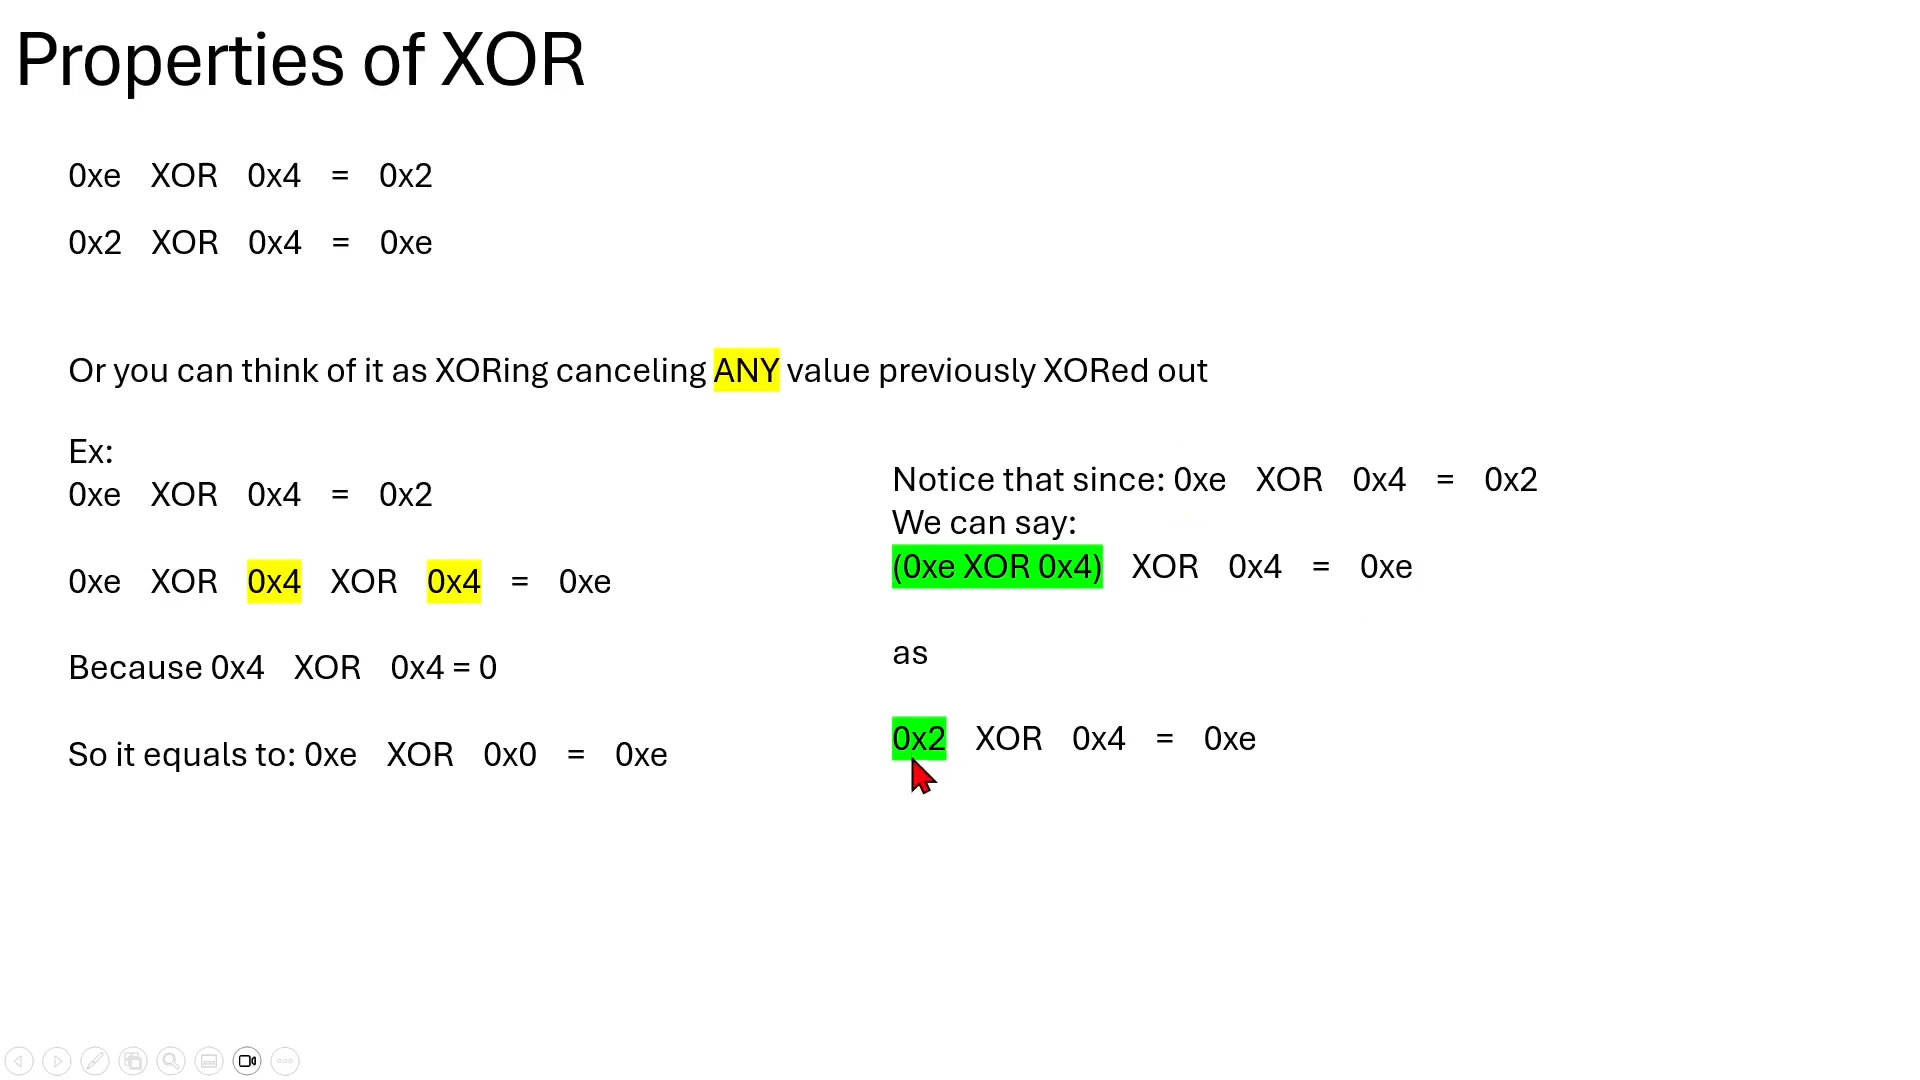 Properties of XOR
0xe XOR 0x4 = 0x2
0x2 XOR 0x4 = 0xe
Or you can think of it as XORing canceling ANY value previously XORed out
Ex:
0xe XOR 0x4 = 0x2
0xe XOR 0x4 XOR 0x4 = 0xe
Because 0x4 XOR 0x4 = 0
So it equals to: 0xe XOR 0x0 = 0xe
Notice that since: 0xe XOR 0x4 = 0x2
We can say:
(0xe XOR 0x4) XOR 0x4 = 0xe
as
0x2 XOR 0x4 = 0xe